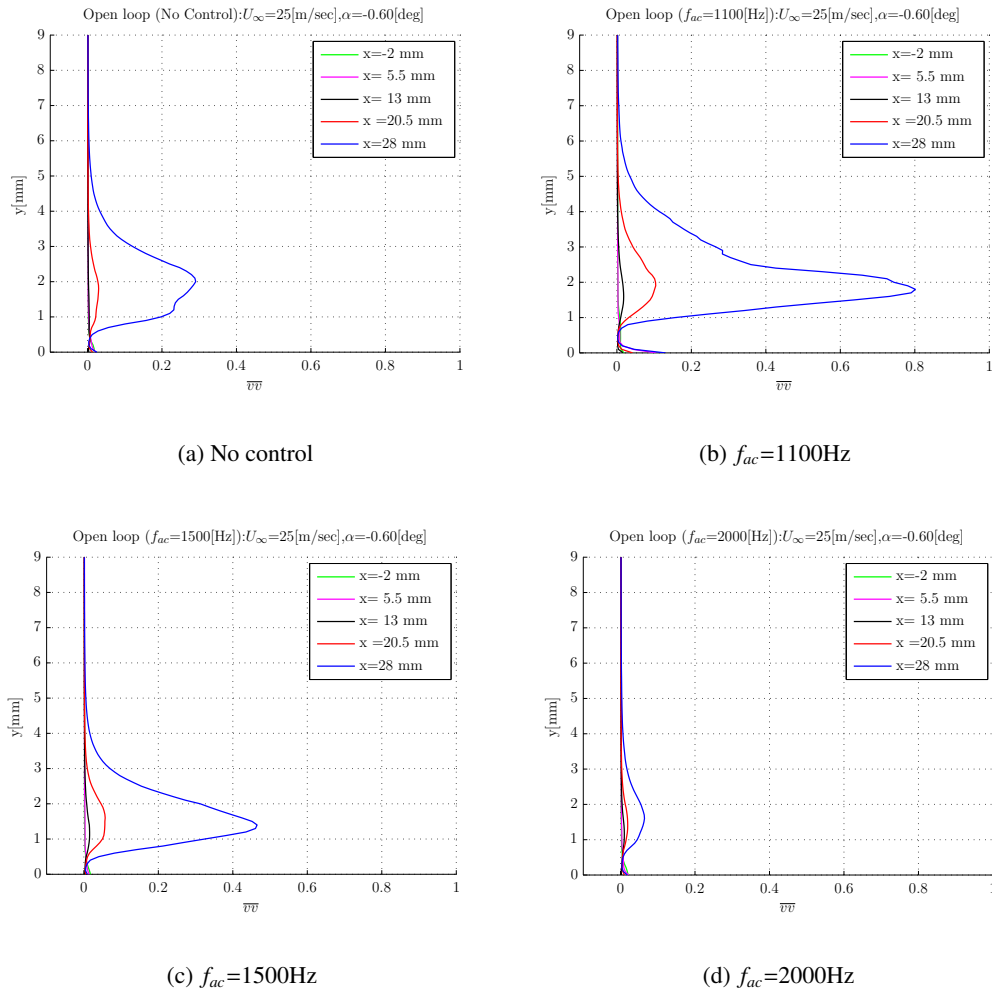 Open loop (No Control):U∞=25[m/sec],α=-0.60[deg]
9
8
7
6
5
4
3
2
1
0
y[mm]
x=-2 mm
x= 5.5 mm
x= 13 mm
x =20.5 mm
x=28 mm
0 0.2 0.4 0.6 0.8 1
vv
(a) No control
Open loop (fac=1100[Hz]):U∞=25[m/sec],α=-0.60[deg]
9
8
7
6
5
4
3
2
1
0
y[mm]
x=-2 mm
x= 5.5 mm
x= 13 mm
x =20.5 mm
x=28 mm
0 0.2 0.4 0.6 0.8 1
vv
(b) fac=1100Hz
Open loop (fac=1500[Hz]):U∞=25[m/sec],α=-0.60[deg]
9
8
7
6
5
4
3
2
1
0
y[mm]
x=-2 mm
x= 5.5 mm
x= 13 mm
x =20.5 mm
x=28 mm
0 0.2 0.4 0.6 0.8 1
vv
(c) fac=1500Hz
Open loop (fac=2000[Hz]):U∞=25[m/sec],α=-0.60[deg]
9
8
7
6
5
4
3
2
1
0
y[mm]
x=-2 mm
x= 5.5 mm
x= 13 mm
x =20.5 mm
x=28 mm
0 0.2 0.4 0.6 0.8 1
vv
(d) fac=2000Hz